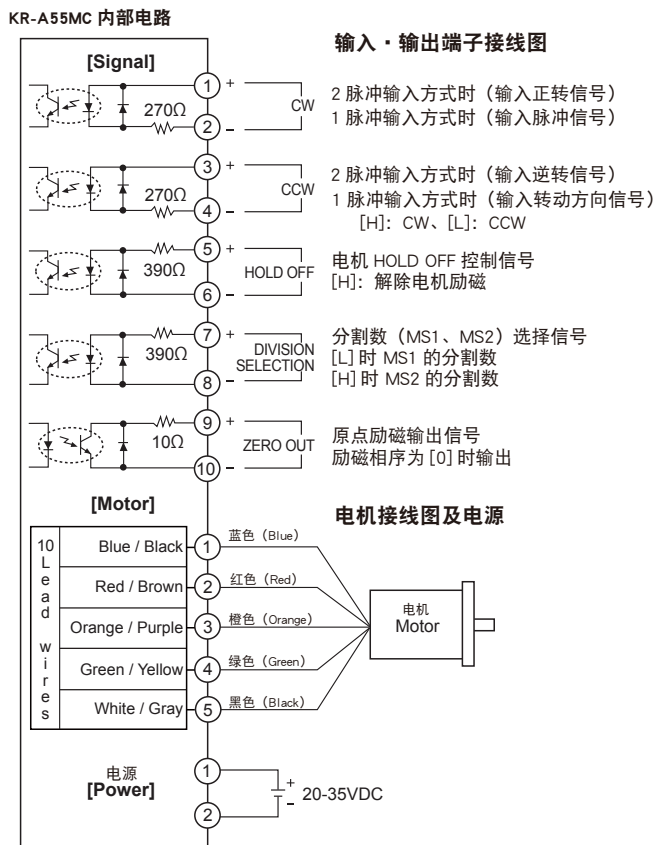 KR-A55MC 内部电路
输入・输出端子接线图
[Signal]
1 +
270Ω
CW
2 −
2 脉冲输入方式时（输入正转信号）
1 脉冲输入方式时（输入脉冲信号）
3 +
270Ω
CCW
4 −
2 脉冲输入方式时（输入逆转信号）
1 脉冲输入方式时（输入转动方向信号）
[H]: CW、[L]: CCW
5 +
390Ω
HOLD OFF
6 −
电机 HOLD OFF 控制信号
[H]: 解除电机励磁
7 +
390Ω
DIVISION
SELECTION
8 −
分割数（MS1、MS2）选择信号
[L] 时 MS1 的分割数
[H] 时 MS2 的分割数
9 +
10Ω
ZERO OUT
10 −
原点励磁输出信号
励磁相序为 [0] 时输出
[Motor]
电机接线图及电源
10 Lead wires
Blue / Black 1 蓝色（Blue）
Red / Brown 2 红色（Red）
Orange / Purple 3 橙色（Orange）
Green / Yellow 4 绿色（Green）
White / Gray 5 黑色（Black）
电机
Motor
电源
[Power]
1
+
− 20-35VDC
2